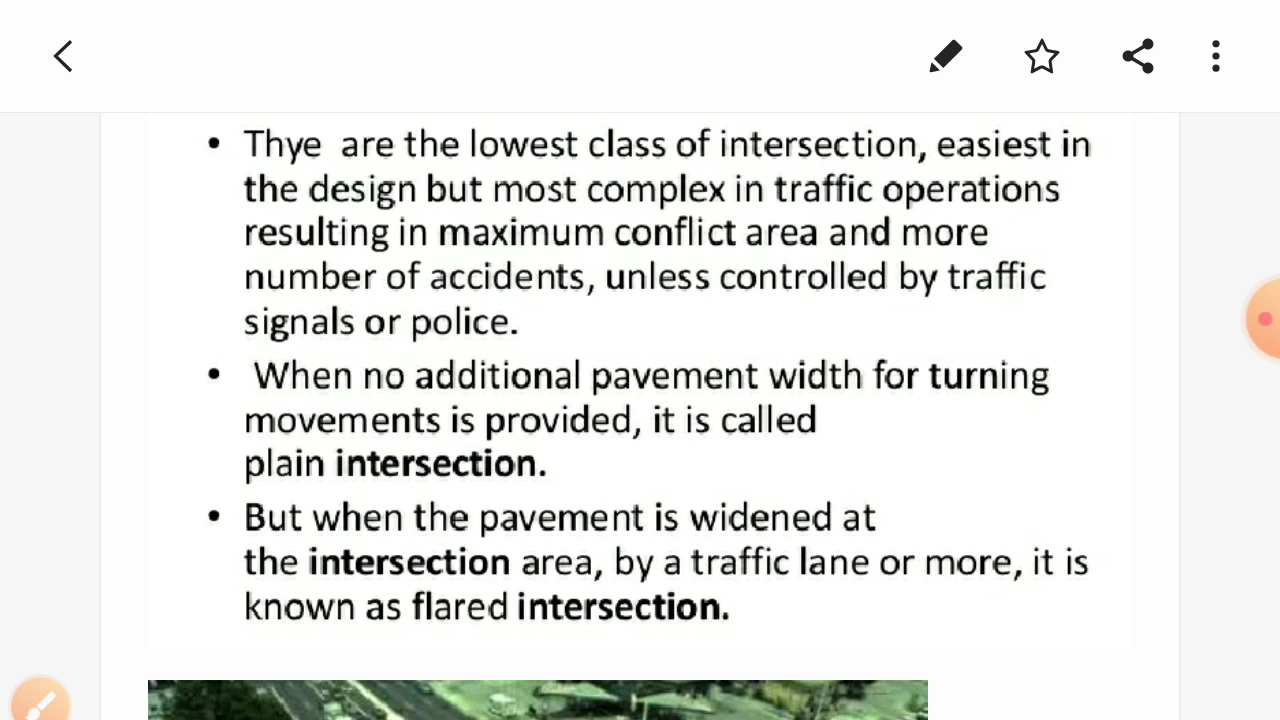 • Thye are the lowest class of intersection, easiest in
the design but most complex in traffic operations
resulting in maximum conflict area and more
number of accidents, unless controlled by traffic
signals or police.
• When no additional pavement width for turning
movements is provided, it is called
plain intersection.
• But when the pavement is widened at
the intersection area, by a traffic lane or more, it is
known as flared intersection.